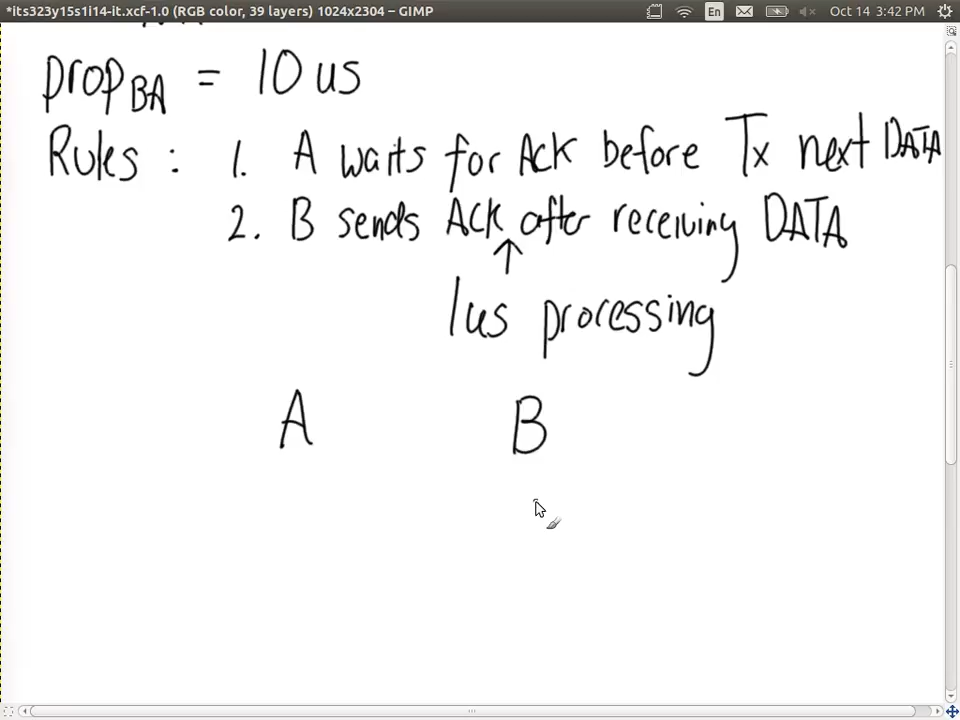 *its323y15s1i14-it.xcf-1.0 (RGB color, 39 layers) 1024x2304 – GIMP En Oct 14 3:42 PM
propBA = 10 us
Rules : 1. A waits for Ack before Tx next DATA
2. B sends ACK after receiving DATA
↑
1us processing
A B